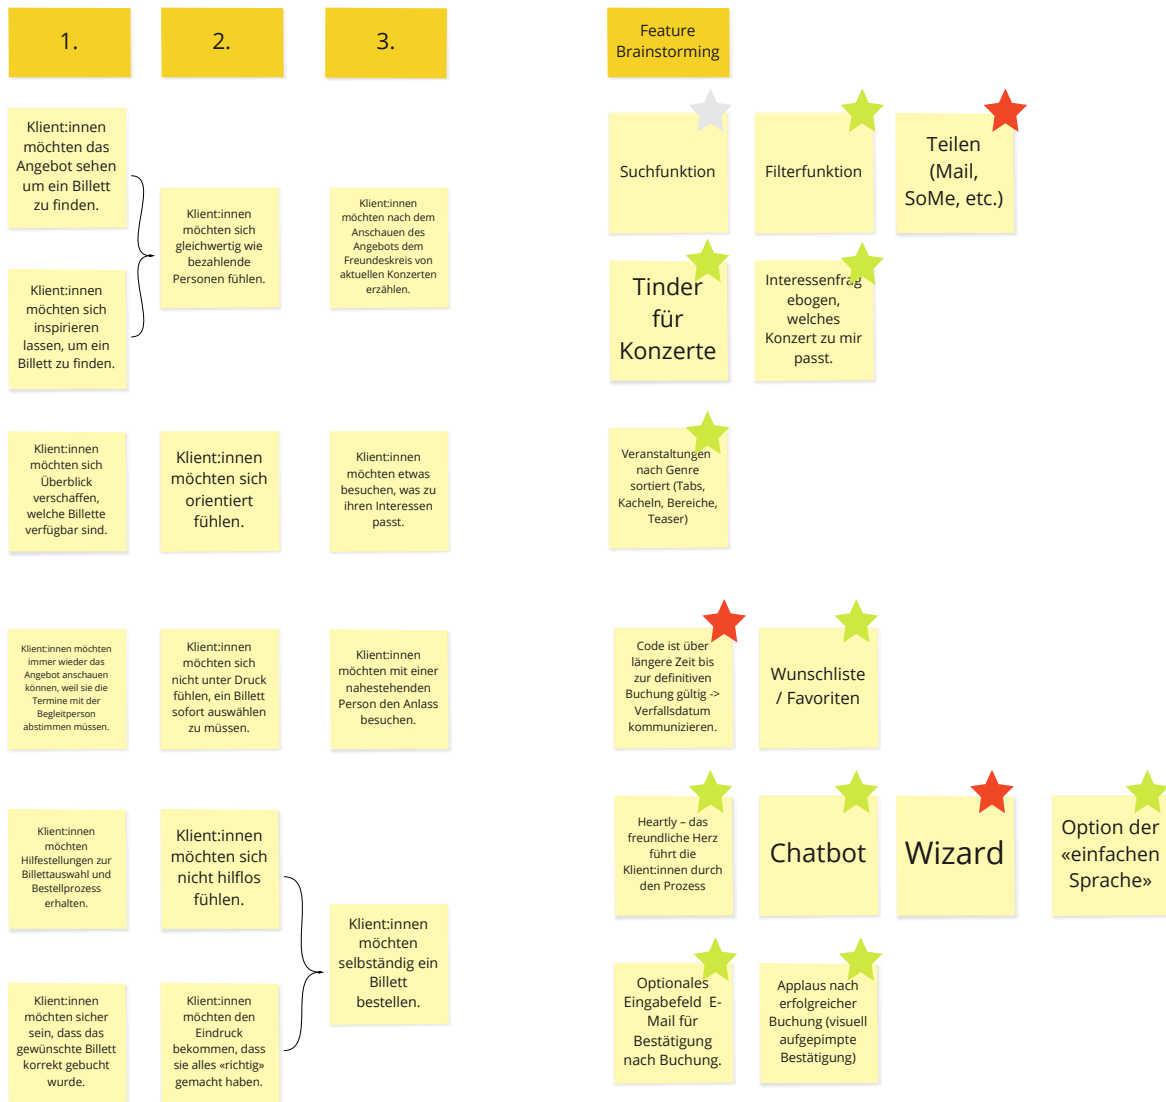 1.
2.
3.
Feature
Brainstorming
Klient:innen
möchten das
Angebot sehen
um ein Billett
zu finden.
Klient:innen
möchten sich
inspirieren
lassen, um ein
Billett zu finden.
Klient:innen
möchten sich
gleichwertig wie
bezahlende
Personen fühlen.
Klient:innen
möchten nach dem
Anschauen des
Angebots dem
Freundeskreis von
aktuellen Konzerten
erzählen.
Suchfunktion
Filterfunktion
Teilen
(Mail,
SoMe, etc.)
Tinder
für
Konzerte
Interessenfrag
ebogen,
welches
Konzert zu mir
passt.
Klient:innen
möchten sich
Überblick
verschaffen,
welche Billette
verfügbar sind.
Klient:innen
möchten sich
orientiert
fühlen.
Klient:innen
möchten etwas
besuchen, was zu
ihren Interessen
passt.
Veranstaltungen
nach Genre
sortiert (Tabs,
Kacheln, Bereiche,
Teaser)
Klient:innen möchten
immer wieder das
Angebot anschauen
können, weil sie die
Termine mit der
Begleitperson
abstimmen müssen.
Klient:innen
möchten sich
nicht unter Druck
fühlen, ein Billett
sofort auswählen
zu müssen.
Klient:innen
möchten mit einer
nahestehenden
Person den Anlass
besuchen.
Code ist über
längere Zeit bis
zur definitiven
Buchung gültig ->
Verfallsdatum
kommunizieren.
Wunschliste
/ Favoriten
Klient:innen
möchten
Hilfestellungen zur
Billettauswahl und
Bestellprozess
erhalten.
Klient:innen
möchten sich
nicht hilflos
fühlen.
Klient:innen
möchten
selbständig ein
Billett
bestellen.
Heartly – das
freundliche Herz
führt die
Klient:innen durch
den Prozess
Chatbot
Wizard
Option der
«einfachen
Sprache»
Klient:innen
möchten sicher
sein, dass das
gewünschte Billett
korrekt gebucht
wurde.
Klient:innen
möchten den
Eindruck
bekommen, dass
sie alles «richtig»
gemacht haben.
Optionales
Eingabefeld E-
Mail für
Bestätigung
nach Buchung.
Applaus nach
erfolgreicher
Buchung (visuell
aufgepimpte
Bestätigung)